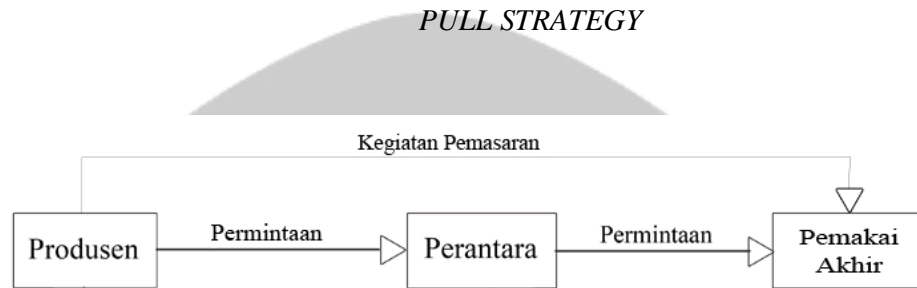 PULL STRATEGY
Kegiatan Pemasaran
Produsen
Permintaan
Perantara
Permintaan
Pemakai
Akhir